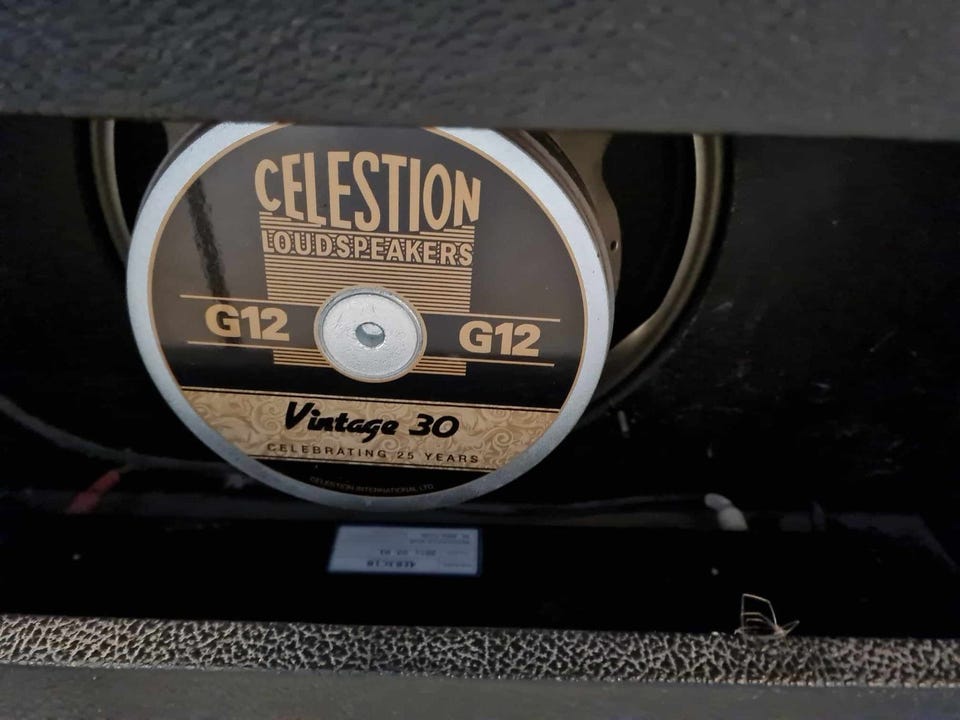 CELESTION
LOUDSPEAKERS
G12 G12
Vintage 30
CELEBRATING 25 YEARS
CELESTION INTERNATIONAL LTD